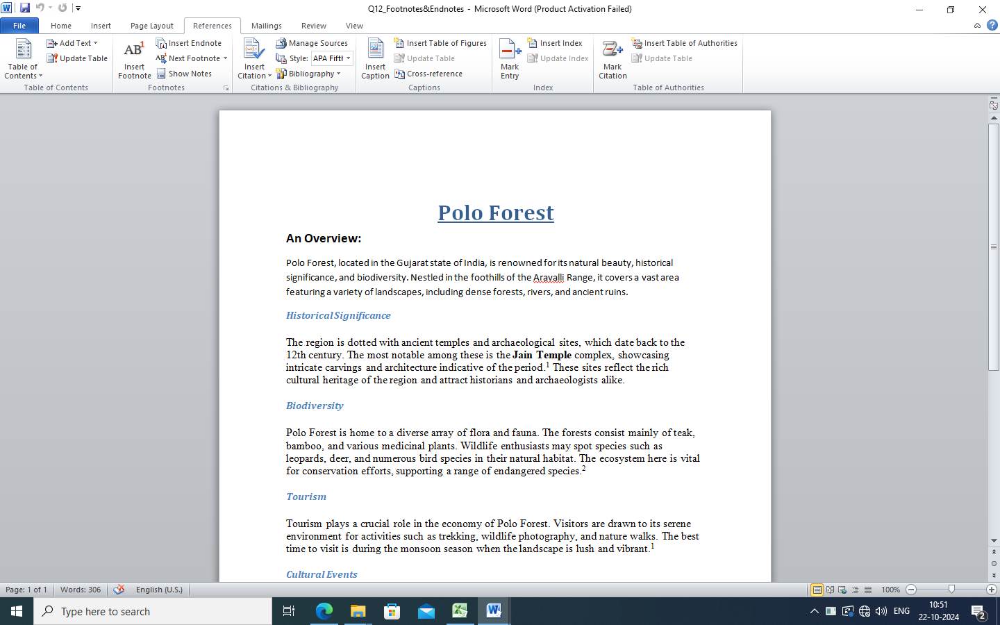 Q12_Footnotes&Endnotes - Microsoft Word (Product Activation Failed)
File Home Insert Page Layout References Mailings Review View
Table of Contents
Add Text
Update Table
Table of Contents
Insert Footnote
Insert Endnote
Next Footnote
Show Notes
Footnotes
Insert Citation
Manage Sources
Style: APA Fifth
Bibliography
Citations & Bibliography
Insert Caption
Insert Table of Figures
Update Table
Cross-reference
Captions
Mark Entry
Insert Index
Update Index
Index
Mark Citation
Insert Table of Authorities
Update Table
Table of Authorities
Polo Forest
An Overview:
Polo Forest, located in the Gujarat state of India, is renowned for its natural beauty, historical
significance, and biodiversity. Nestled in the foothills of the Aravalli Range, it covers a vast area
featuring a variety of landscapes, including dense forests, rivers, and ancient ruins.
Historical Significance
The region is dotted with ancient temples and archaeological sites, which date back to the
12th century. The most notable among these is the Jain Temple complex, showcasing
intricate carvings and architecture indicative of the period.1 These sites reflect the rich
cultural heritage of the region and attract historians and archaeologists alike.
Biodiversity
Polo Forest is home to a diverse array of flora and fauna. The forests consist mainly of teak,
bamboo, and various medicinal plants. Wildlife enthusiasts may spot species such as
leopards, deer, and numerous bird species in their natural habitat. The ecosystem here is vital
for conservation efforts, supporting a range of endangered species.2
Tourism
Tourism plays a crucial role in the economy of Polo Forest. Visitors are drawn to its serene
environment for activities such as trekking, wildlife photography, and nature walks. The best
time to visit is during the monsoon season when the landscape is lush and vibrant.1
Cultural Events
Page: 1 of 1 Words: 306 English (U.S.) 100%
Type here to search
ENG
10:51
22-10-2024
2